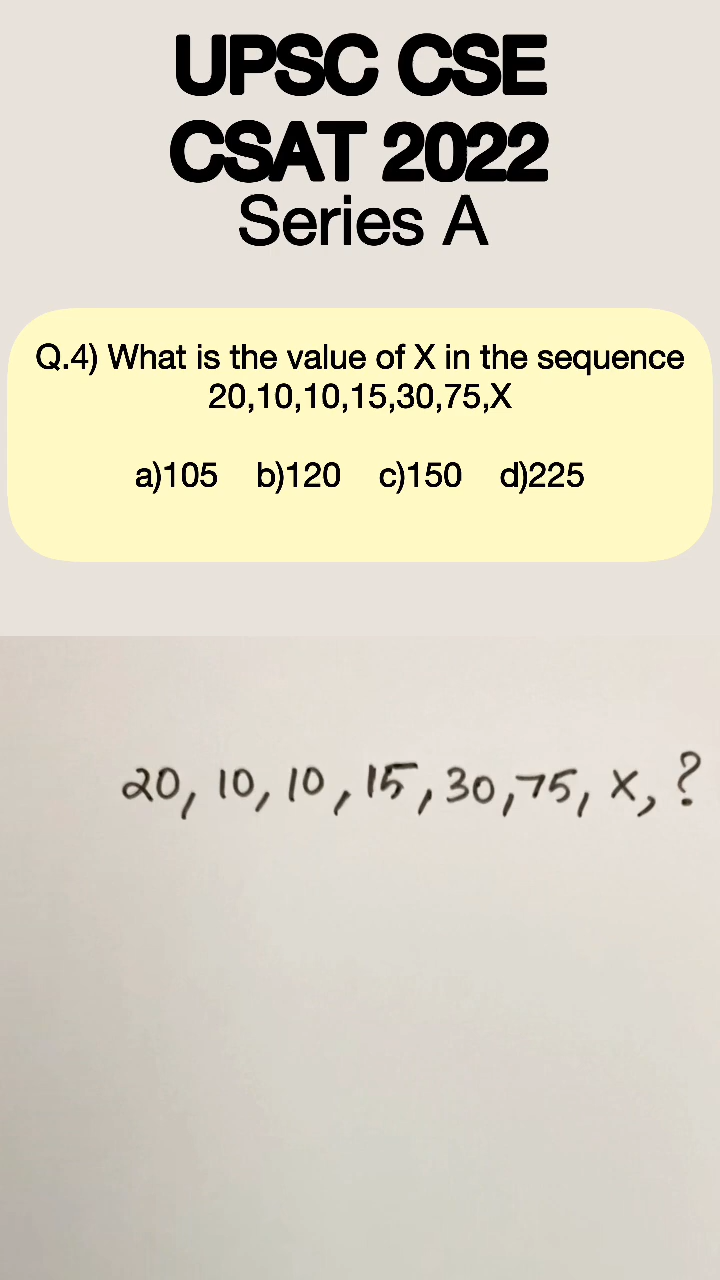 UPSC CSE
CSAT 2022
Series A
Q.4) What is the value of X in the sequence
20,10,10,15,30,75,X
a)105 b)120 c)150 d)225
20, 10, 10, 15, 30, 75, X, ?